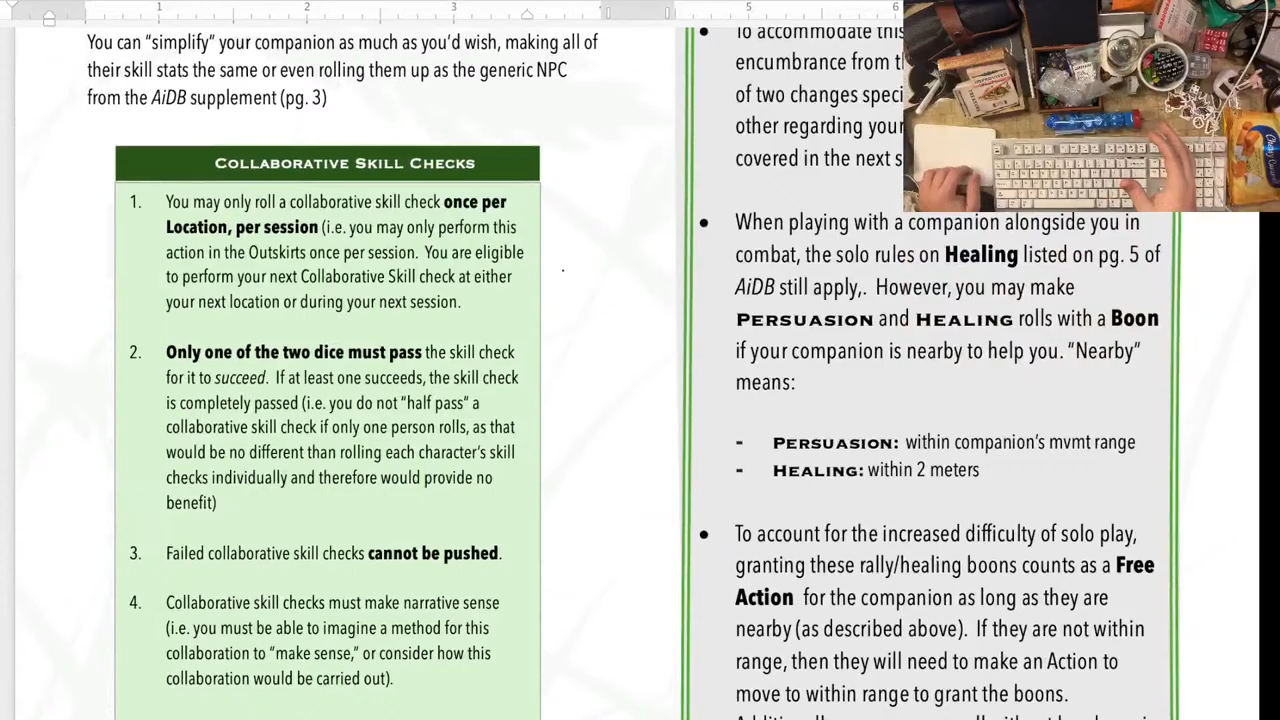 2
3
5
6
You can “simplify” your companion as much as you’d wish, making all of
their skill stats the same or even rolling them up as the generic NPC
from the AiDB supplement (pg. 3)
COLLABORATIVE SKILL CHECKS
1. You may only roll a collaborative skill check once per
Location, per session (i.e. you may only perform this
action in the Outskirts once per session. You are eligible
to perform your next Collaborative Skill check at either
your next location or during your next session.
2. Only one of the two dice must pass the skill check
for it to succeed. If at least one succeeds, the skill check
is completely passed (i.e. you do not “half pass” a
collaborative skill check if only one person rolls, as that
would be no different than rolling each character’s skill
checks individually and therefore would provide no
benefit)
3. Failed collaborative skill checks cannot be pushed.
4. Collaborative skill checks must make narrative sense
(i.e. you must be able to imagine a method for this
collaboration to “make sense,” or consider how this
collaboration would be carried out).
• To accommodate this
encumbrance from
of two changes
other regarding your
covered in the next
• When playing with a companion alongside you in
combat, the solo rules on Healing listed on pg. 5 of
AiDB still apply,. However, you may make
PERSUASION and HEALING rolls with a Boon
if your companion is nearby to help you. “Nearby”
means:
- PERSUASION: within companion’s mvmt range
- HEALING: within 2 meters
• To account for the increased difficulty of solo play,
granting these rally/healing boons counts as a Free
Action for the companion as long as they are
nearby (as described above). If they are not within
range, then they will need to make an Action to
move to within range to grant the boons.